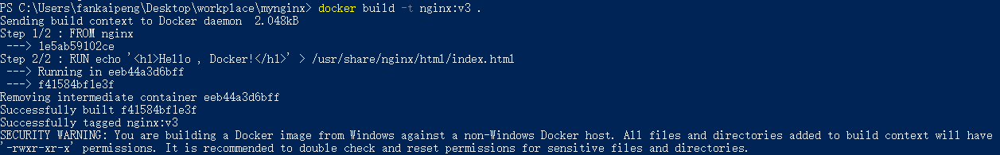 PS C:\Users\fankaipeng\Desktop\workplace\mynginx> docker build -t nginx:v3 .
Sending build context to Docker daemon  2.048kB
Step 1/2 : FROM nginx
 ---> 1e5ab59102ce
Step 2/2 : RUN echo '<h1>Hello , Docker!</h1>' > /usr/share/nginx/html/index.html
 ---> Running in eeb44a3d6bff
 ---> f41584bf1e3f
Removing intermediate container eeb44a3d6bff
Successfully built f41584bf1e3f
Successfully tagged nginx:v3
SECURITY WARNING: You are building a Docker image from Windows against a non-Windows Docker host. All files and directories added to build context will have
'-rwxr-xr-x' permissions. It is recommended to double check and reset permissions for sensitive files and directories.